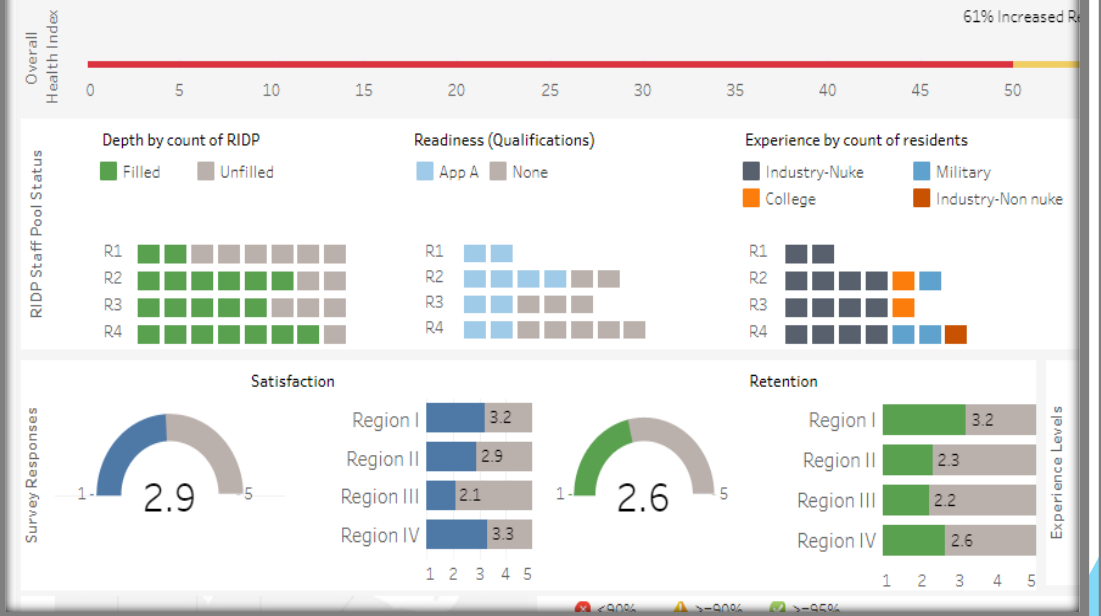 61% Increased
Overall
Health Index
0 5 10 15 20 25 30 35 40 45 50
RIDP Staff Pool Status
Depth by count of RIDP
Filled Unfilled
R1
R2
R3
R4
Readiness (Qualifications)
App A None
R1
R2
R3
R4
Experience by count of residents
Industry-Nuke Military
College Industry-Non nuke
R1
R2
R3
R4
Survey Responses
Satisfaction
1 2.9 5
Region I 3.2
Region II 2.9
Region III 2.1
Region IV 3.3
1 2 3 4 5
Retention
1 2.6 5
Region I 3.2
Region II 2.3
Region III 2.2
Region IV 2.6
1 2 3 4 5
Experience Levels
<90% >=90% >=95%